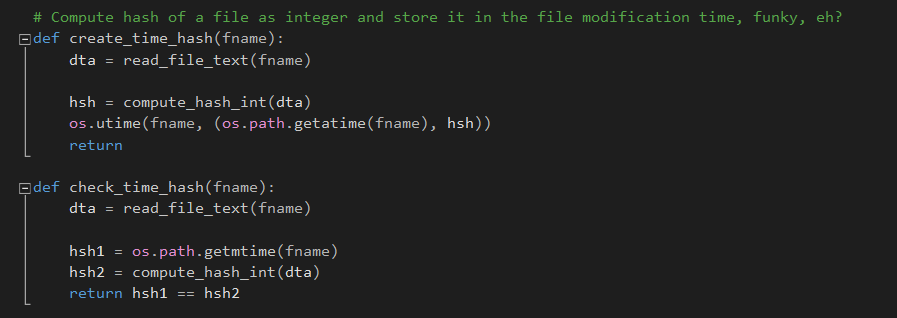 # Compute hash of a file as integer and store it in the file modification time, funky, eh?
def create_time_hash(fname):
dta = read_file_text(fname)
hsh = compute_hash_int(dta)
os.utime(fname, (os.path.getatime(fname), hsh))
return
def check_time_hash(fname):
dta = read_file_text(fname)
hsh1 = os.path.getmtime(fname)
hsh2 = compute_hash_int(dta)
return hsh1 == hsh2